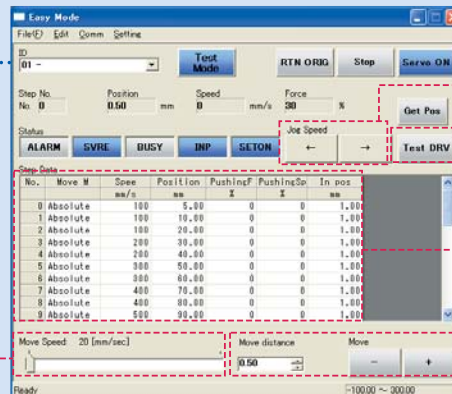 Easy Mode
File(F) Edit Comm Setting
ID
01 -
Test Mode
RTN ORIG Stop Servo ON
Step No. Position Speed Force
No. 0 0.50 mm 0 mm/s 30 %
Get Pos
Status
Jog Speed
ALARM SVRE BUSY INP SETON ← → Test DRV
Step Data
No. Move M Spee Position PushingF PushingSp In pos
mm/s mm % % mm
0 Absolute 100 5.00 0 0 1.00
1 Absolute 100 10.00 0 0 1.00
2 Absolute 100 20.00 0 0 1.00
3 Absolute 200 30.00 0 0 1.00
4 Absolute 200 40.00 0 0 1.00
5 Absolute 300 50.00 0 0 1.00
6 Absolute 300 60.00 0 0 1.00
7 Absolute 400 70.00 0 0 1.00
8 Absolute 400 80.00 0 0 1.00
9 Absolute 500 90.00 0 0 1.00
Move Speed: 20 [mm/sec] Move distance Move
0.50 - +
Ready -100.00 ~ 300.00